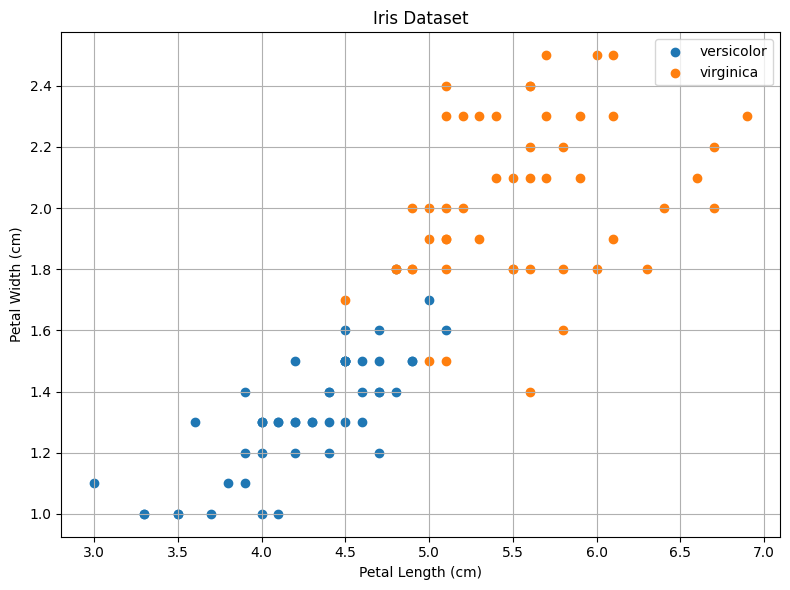 Iris Dataset
versicolor
virginica
Petal Width (cm)
2.4
2.2
2.0
1.8
1.6
1.4
1.2
1.0
3.0 3.5 4.0 4.5 5.0 5.5 6.0 6.5 7.0
Petal Length (cm)